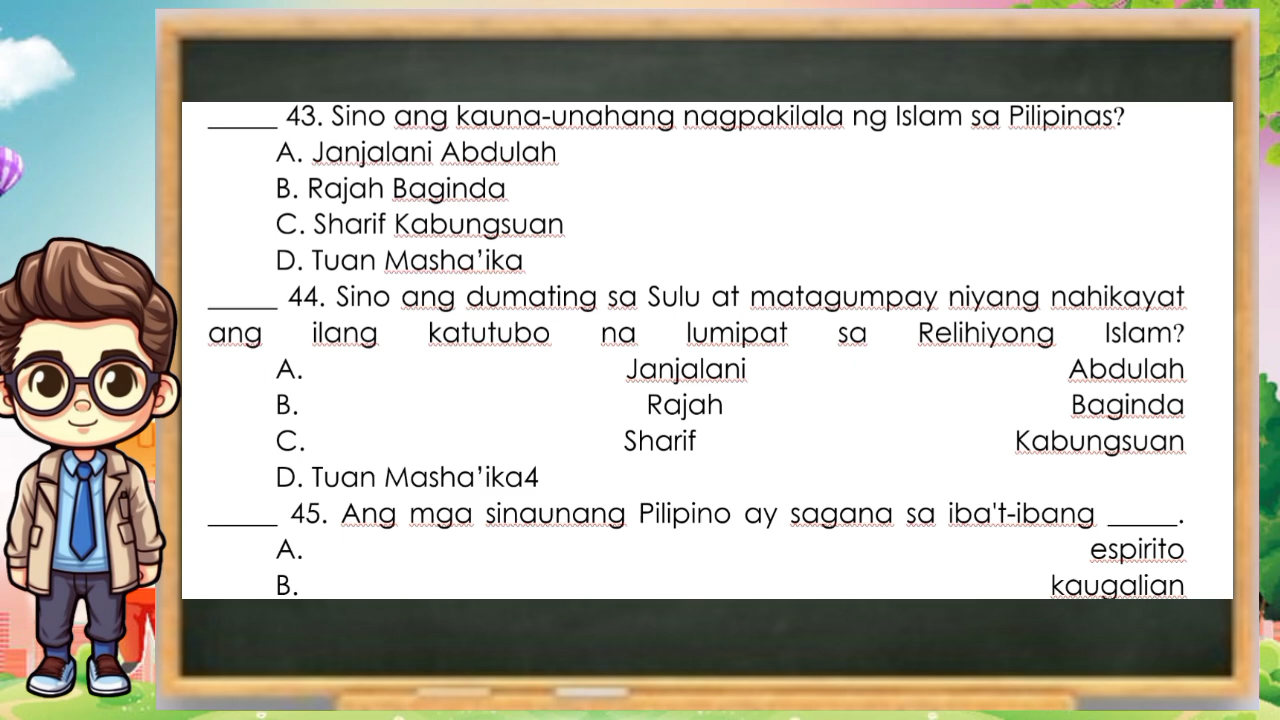 _____ 43. Sino ang kauna-unahang nagpakilala ng Islam sa Pilipinas?
A. Janjalani Abdulah
B. Rajah Baginda
C. Sharif Kabungsuan
D. Tuan Masha’ika
_____ 44. Sino ang dumating sa Sulu at matagumpay niyang nahikayat
ang ilang katutubo na lumipat sa Relihiyong Islam?
A. Janjalani Abdulah
B. Rajah Baginda
C. Sharif Kabungsuan
D. Tuan Masha’ika4
_____ 45. Ang mga sinaunang Pilipino ay sagana sa iba't-ibang _____.
A. espirito
B. kaugalian